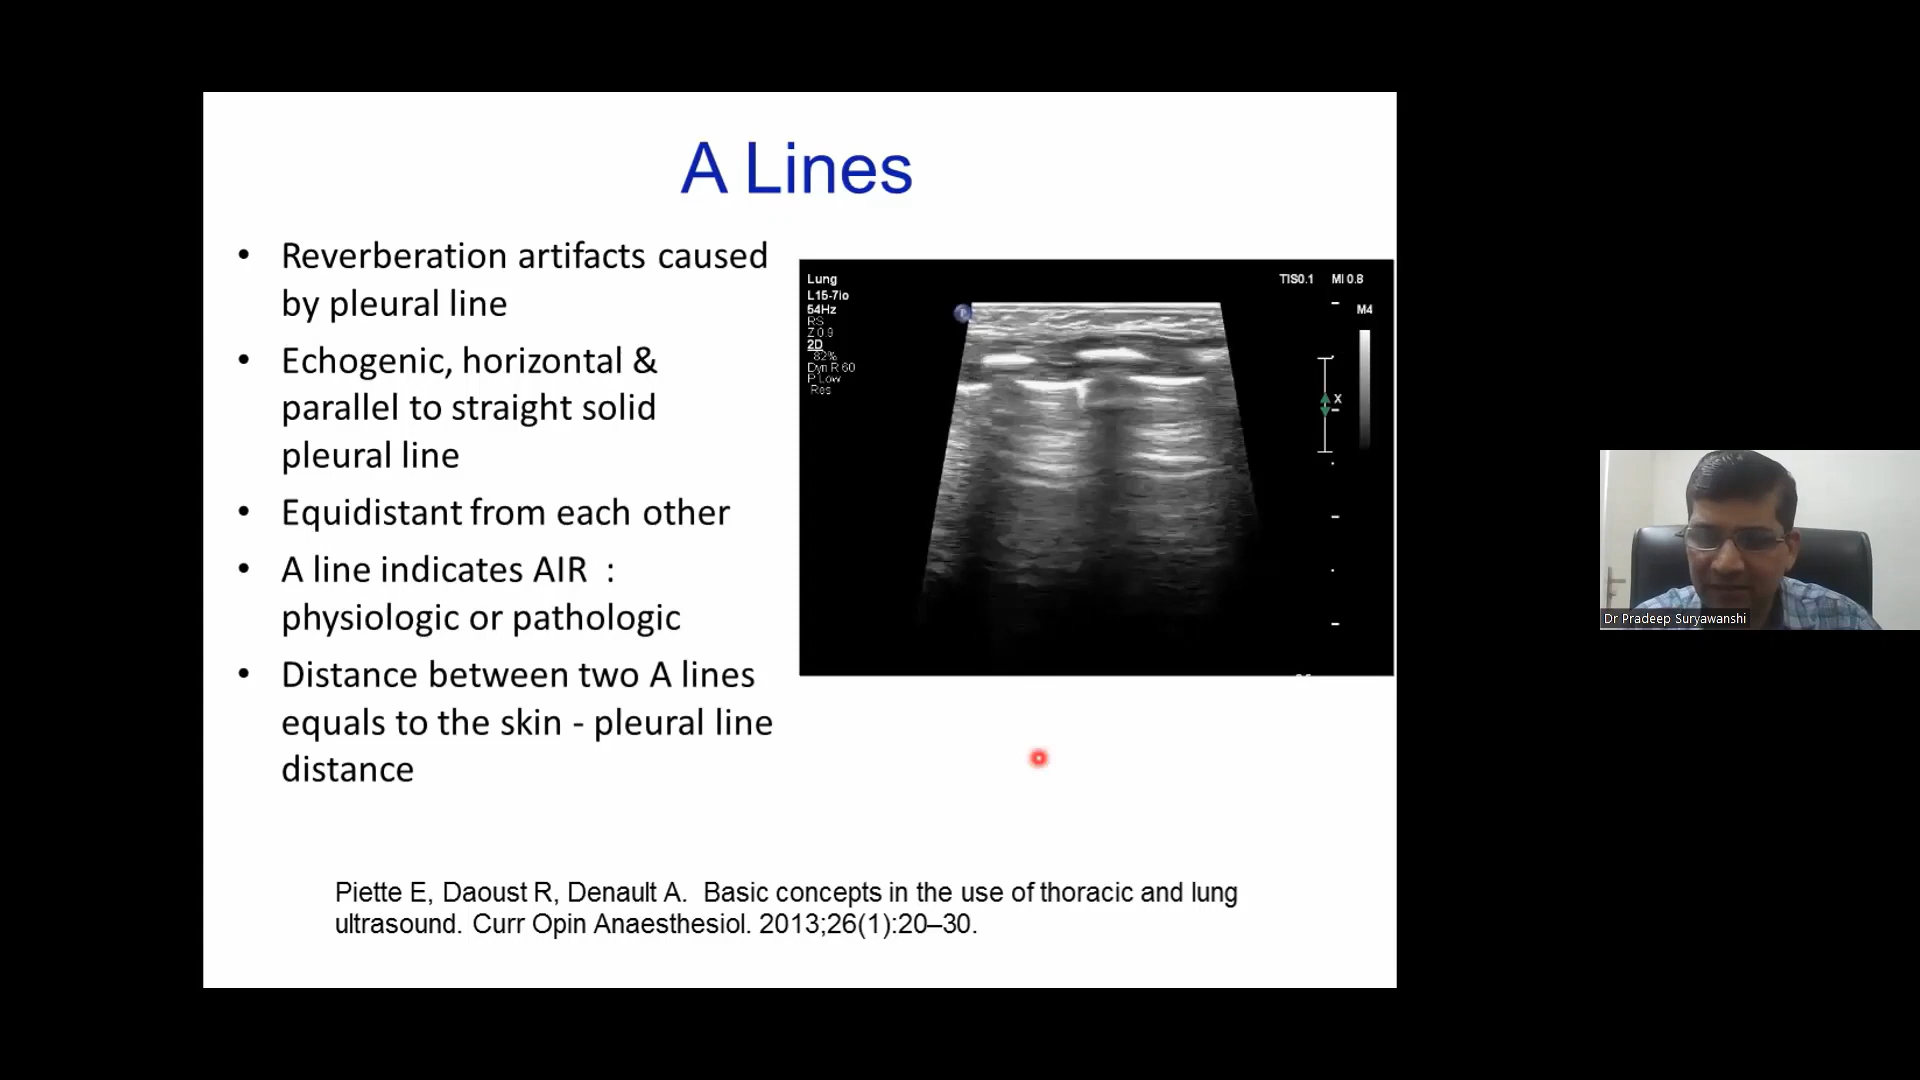 A Lines
• Reverberation artifacts caused
by pleural line
• Echogenic, horizontal &
parallel to straight solid
pleural line
• Equidistant from each other
• A line indicates AIR :
physiologic or pathologic
• Distance between two A lines
equals to the skin - pleural line
distance
Lung
L15-7io
54Hz
RS
Z 0.9
2D
82%
Dyn R 60
P Low
Res
TIS0.1 MI 0.8
M4
P
x
Piette E, Daoust R, Denault A. Basic concepts in the use of thoracic and lung
ultrasound. Curr Opin Anaesthesiol. 2013;26(1):20–30.
Dr Pradeep Suryawanshi